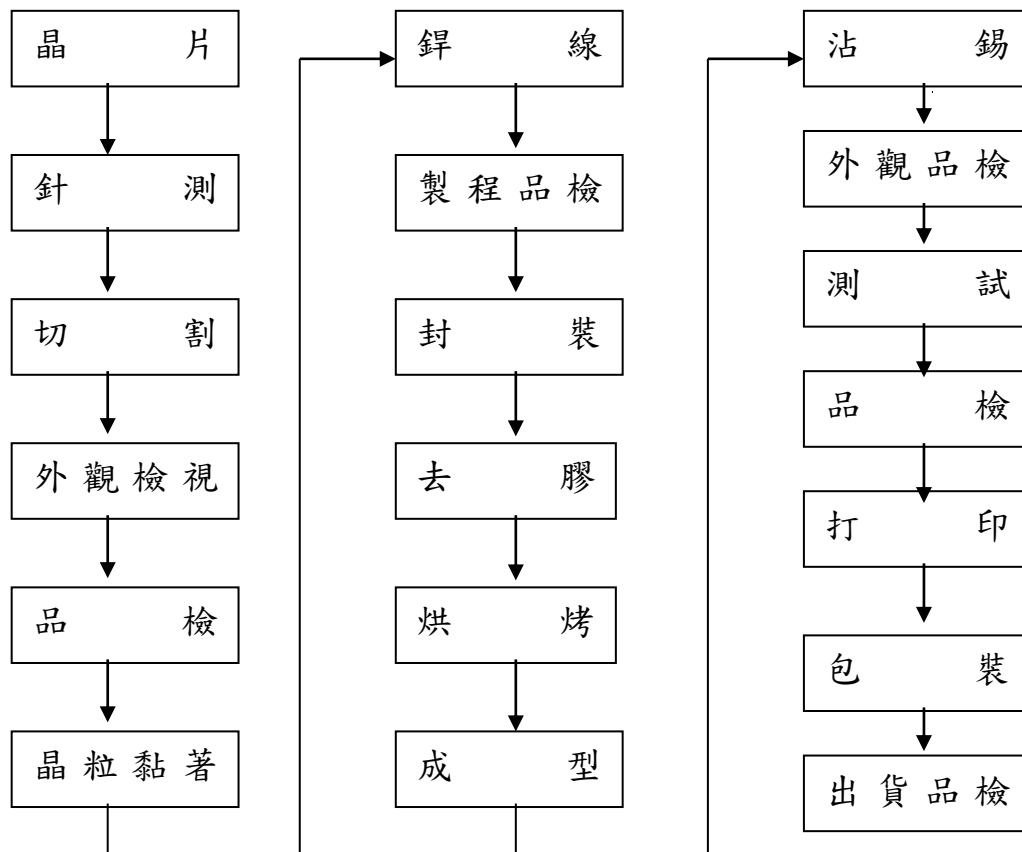 晶片
針測
切割
外觀檢視
品檢
晶粒黏著
銲線
製程品檢
封裝
去膠
烘烤
成型
沾錫
外觀品檢
測試
品檢
打印
包裝
出貨品檢